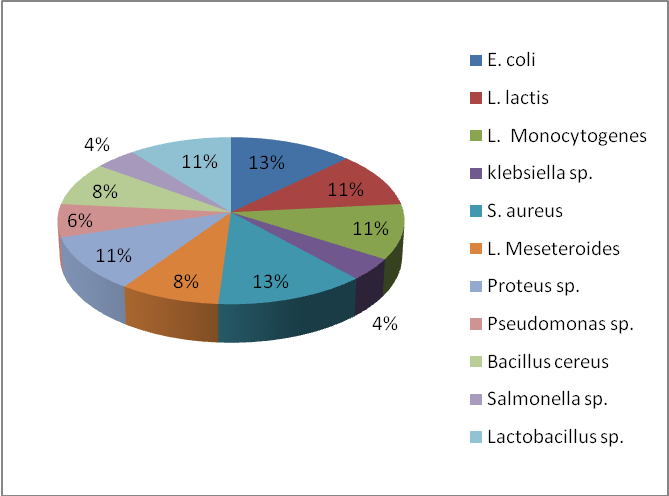 E. coli
L. lactis
L. Monocytogenes
klebsiella sp.
S. aureus
L. Meseteroides
Proteus sp.
Pseudomonas sp.
Bacillus cereus
Salmonella sp.
Lactobacillus sp.
13%
11%
11%
4%
13%
8%
11%
6%
8%
4%
11%